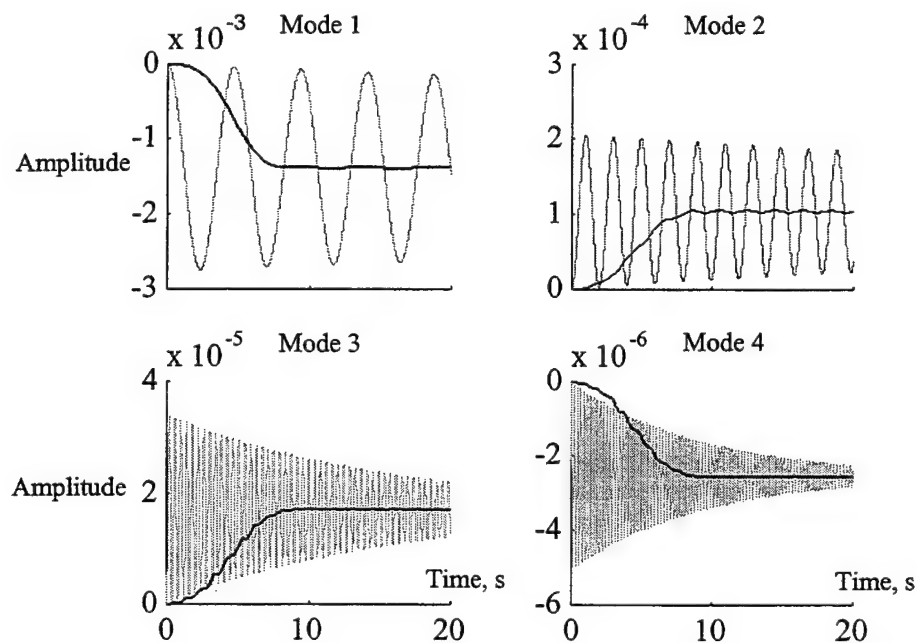 x 10^-3
Mode 1
x 10^-4
Mode 2
0
-1
-2
-3
Amplitude
3
2
1
0
x 10^-5
Mode 3
x 10^-6
Mode 4
4
2
0
Amplitude
Time, s
0
-2
-4
-6
Time, s
0 10 20
0 10 20